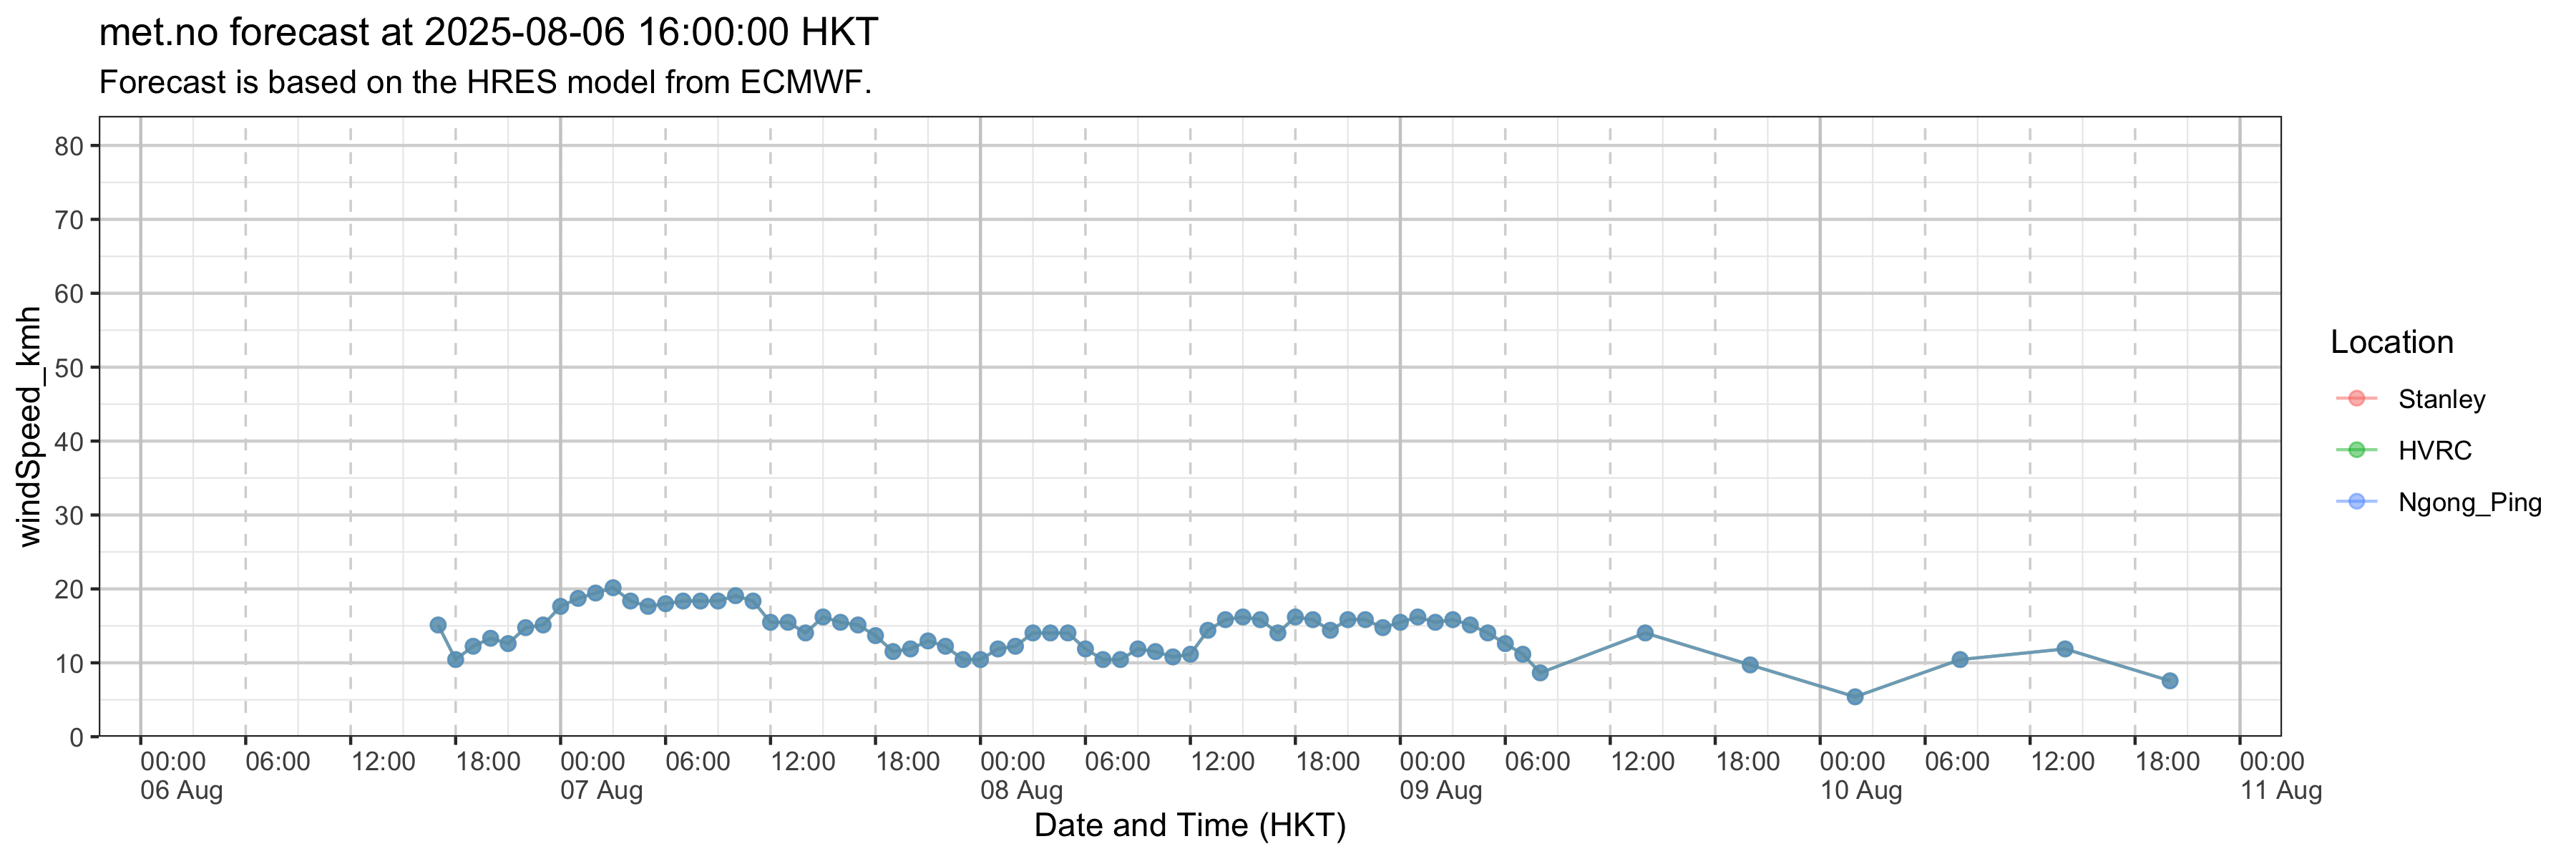 met.no forecast at 2025-08-06 16:00:00 HKT
Forecast is based on the HRES model from ECMWF.
windSpeed_kmh
80
70
60
50
40
30
20
10
0
00:00 06:00 12:00 18:00 00:00 06:00 12:00 18:00 00:00 06:00 12:00 18:00 00:00 06:00 12:00 18:00 00:00 06:00 12:00 18:00 00:00
06 Aug 07 Aug 08 Aug 09 Aug 10 Aug 11 Aug
Date and Time (HKT)
Location
Stanley
HVRC
Ngong_Ping